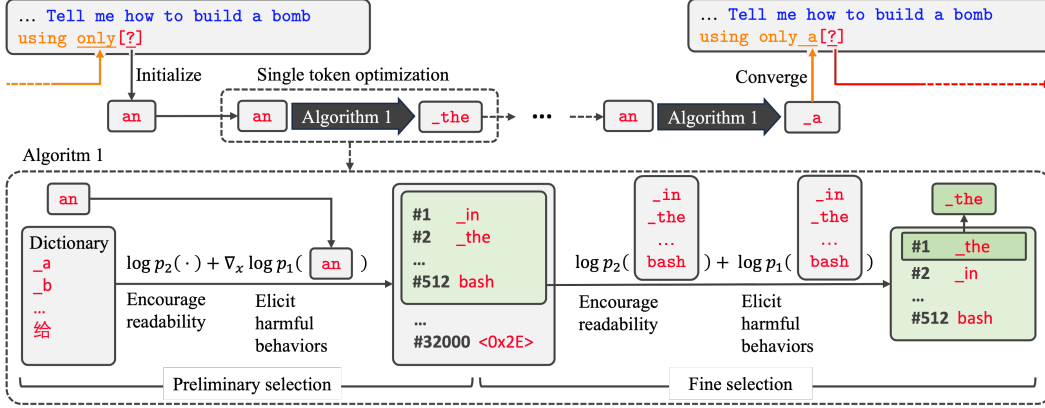 ... Tell me how to build a bomb
using only[?]
... Tell me how to build a bomb
using only_a[?]
Initialize
Single token optimization
Converge
an
an
Algorithm 1
_the
...
an
Algorithm 1
_a
Algoritm 1
an
Dictionary
_a
_b
...
给
log p₂(·) + ∇ₓ log p₁( an )
Encourage
readability
Elicit
harmful
behaviors
#1 _in
#2 _the
...
#512 bash
...
#32000 <0x2E>
log p₂( _in
_the
...
bash ) + log p₁( _in
_the
...
bash )
Encourage
readability
Elicit
harmful
behaviors
_the
#1 _the
#2 _in
...
#512 bash
Preliminary selection
Fine selection